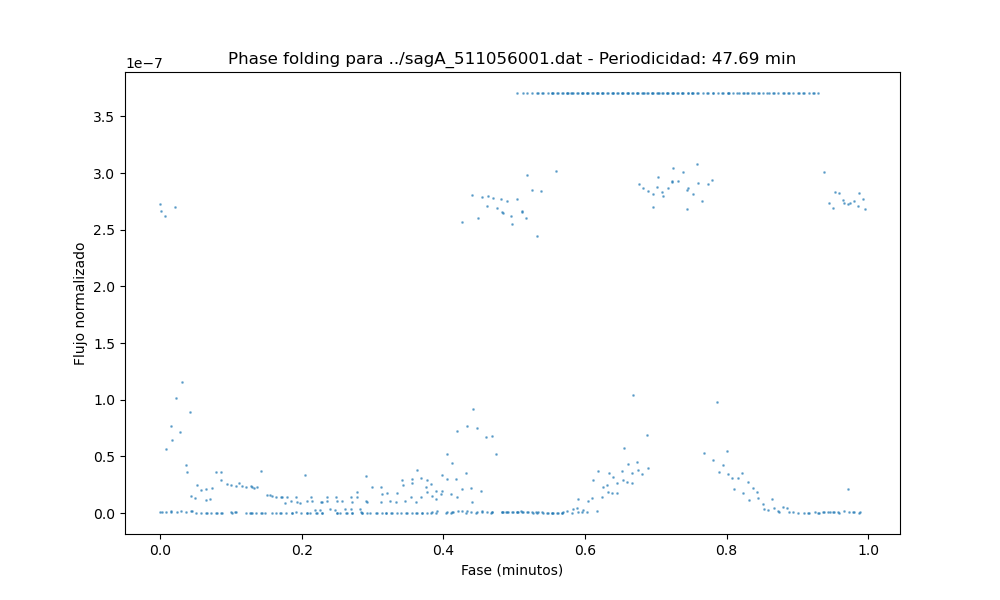 Phase folding para ../sagA_511056001.dat - Periodicidad: 47.69 min
1e−7
3.5
3.0
2.5
2.0
1.5
1.0
0.5
0.0
Flujo normalizado
0.0 0.2 0.4 0.6 0.8 1.0
Fase (minutos)